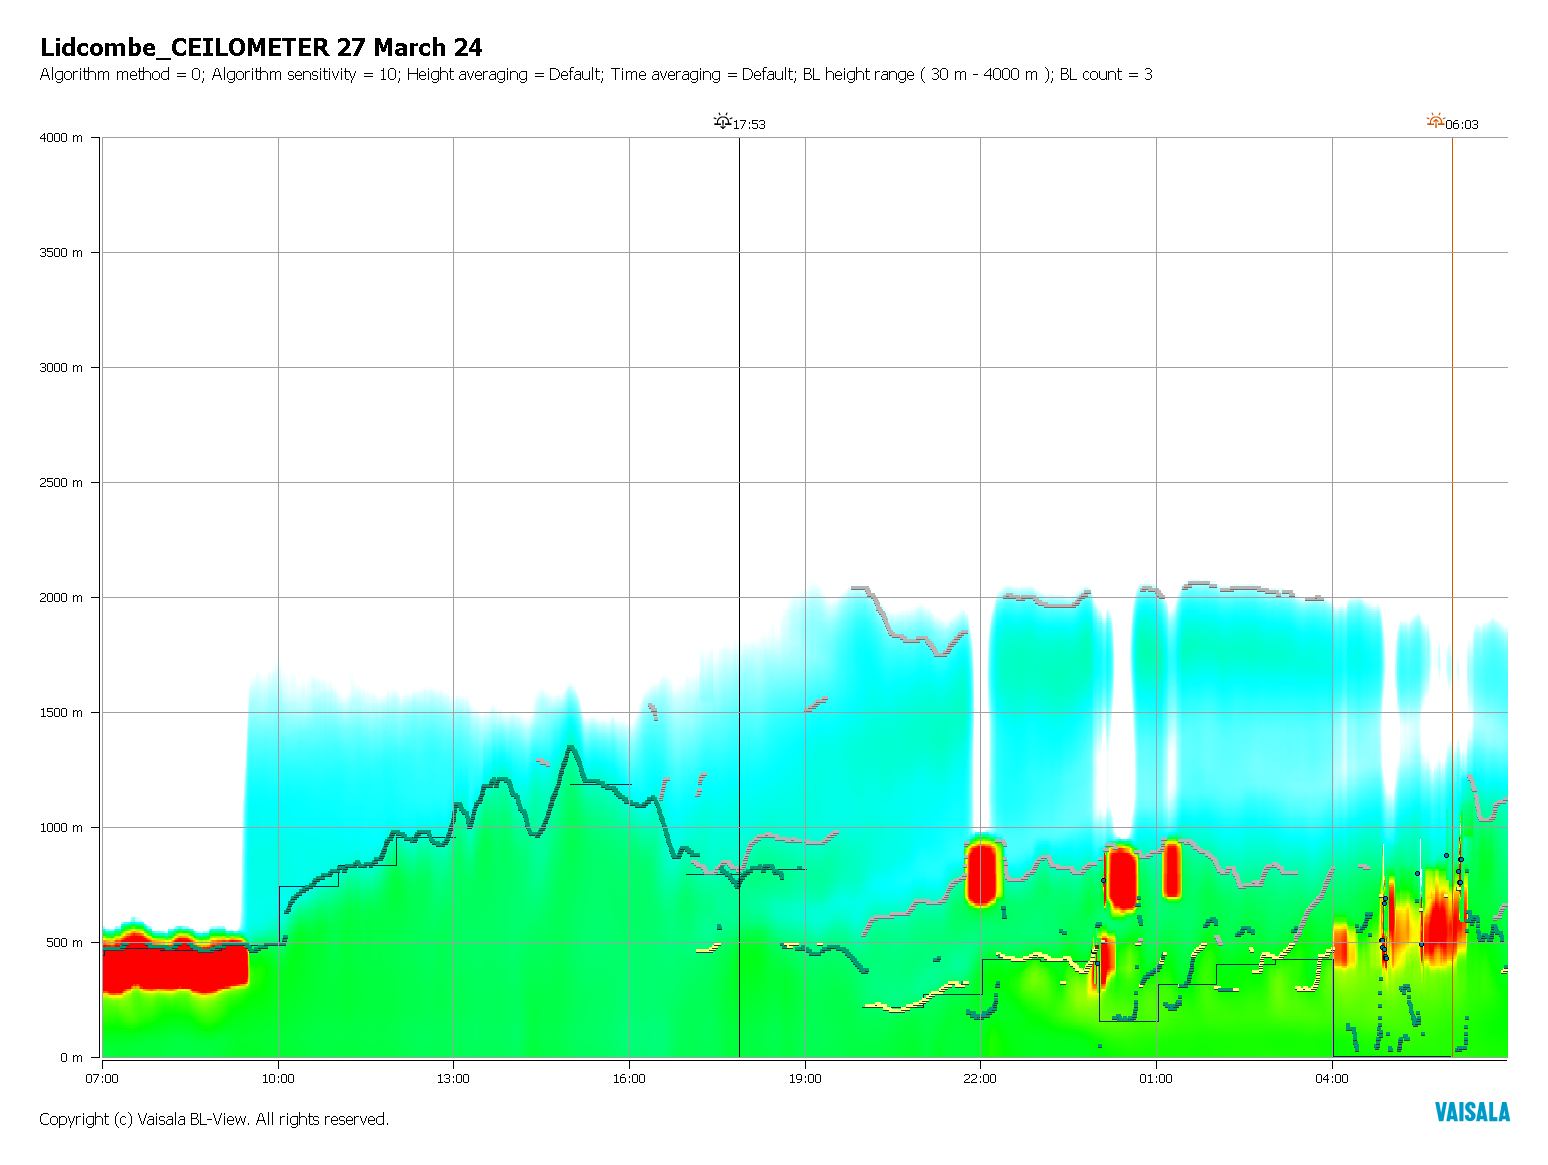 Lidcombe_CEILOMETER 27 March 24
Algorithm method = 0; Algorithm sensitivity = 10; Height averaging = Default; Time averaging = Default; BL height range ( 30 m - 4000 m ); BL count = 3
17:53 06:03
4000 m
3500 m
3000 m
2500 m
2000 m
1500 m
1000 m
500 m
0 m
07:00 10:00 13:00 16:00 19:00 22:00 01:00 04:00
Copyright (c) Vaisala BL-View. All rights reserved.
VAISALA